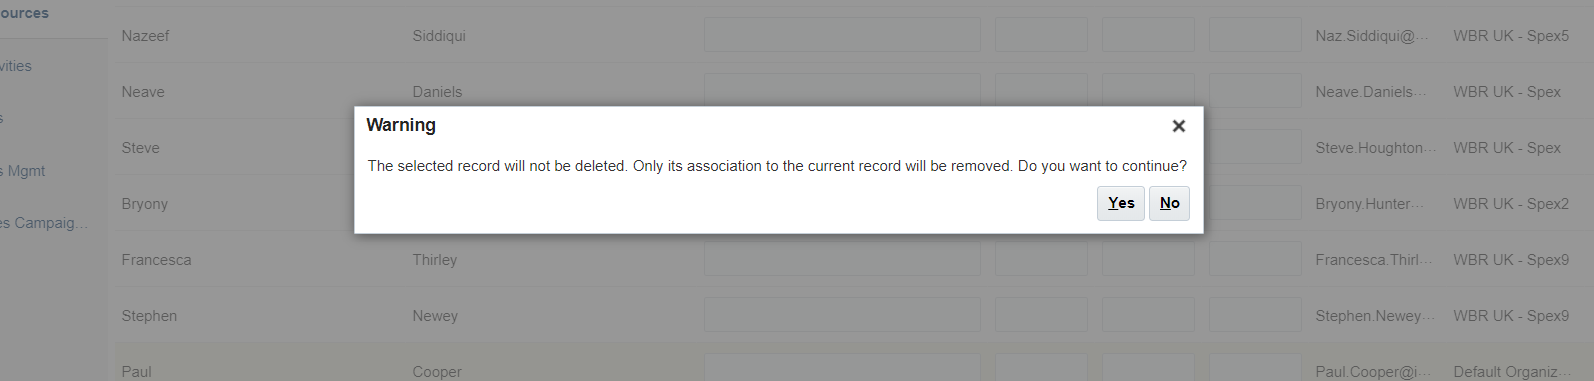 ources
Nazeef Siddiqui Naz.Siddiqui@... WBR UK - Spex5
vities
Neave Daniels Neave.Daniels... WBR UK - Spex
Warning
s
Steve Steve.Houghton... WBR UK - Spex
The selected record will not be deleted. Only its association to the current record will be removed. Do you want to continue?
s Mgmt
Yes No
Bryony Bryony.Hunter... WBR UK - Spex2
es Campaig...
Francesca Thirley Francesca.Thirl... WBR UK - Spex9
Stephen Newey Stephen.Newey... WBR UK - Spex9
Paul Cooper Paul.Cooper@i... Default Organiz...